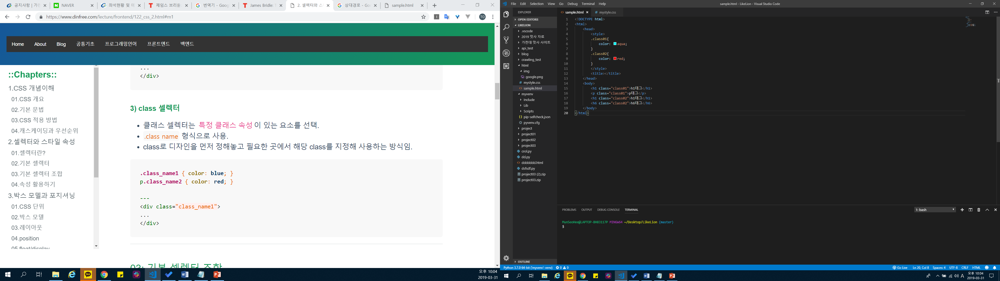 공지사항 | 가천
NAVER
좌석현황 및 예
제임스 브리들:
번역기 - Goog
James Bridle: T
2. 셀렉터와 스
상대경로 - Goo
sample.html
https://www.dinfree.com/lecture/frontend/122_css_2.html#m1
TO
Home
About
Blog
공통기초
프로그래밍언어
프론트엔드
백엔드
::Chapters::
1.CSS 개념이해
01.CSS 개요
02.기본 문법
03.CSS 적용 방법
04.캐스케이딩과 우선순위
2.셀렉터와 스타일 속성
01.셀렉터란?
02.기본 셀렉터
03.기본 셀렉터 조합
04.속성 활용하기
3.박스 모델과 포지셔닝
01.CSS 단위
02.박스 모델
03.레이아웃
04.position
05.float/display
...
</div>
3) class 셀렉터
클래스 셀렉터는 특정 클래스 속성 이 있는 요소를 선택.
.class name 형식으로 사용.
class로 디자인을 먼저 정해놓고 필요한 곳에서 해당 class를 지정해 사용하는 방식임.
.class_name1 { color: blue; }
p.class_name2 { color: red; }
---
<div class="class_name1">
...
</div>
03: 기본 셀렉터 조합
오후 10:04
2019-03-31
File Edit Selection View Go Debug Terminal Help
sample.html - LikeLion - Visual Studio Code
EXPLORER
OPEN EDITORS
LIKELION
.vscode
2019 멋사 자료
가천대 멋사 사이트
api_test
blog
crawling_test
html
img
google.png
mystyle.css
sample.html
myvenv
Include
Lib
Scripts
pip-selfcheck.json
pyvenv.cfg
project
project01
project02
project03
crol.py
dd.py
ddddddd.html
dsfsdf.py
project03 (2).zip
project03.zip
OUTLINE
sample.html
mystyle.css
1 <!DOCTYPE html>
2 <html>
3 <head>
4 <style>
5 .class01{
6 color: aqua;
7 }
8 .class02{
9 color: red;
10 }
11 </style>
12 <title></title>
13 </head>
14 <body>
15 <h1 class="class01">h1태그</h1>
16 <p class="class01">p태그</p>
17 <h1 class="class02">h1태그</h1>
18 <h6 class="class02">h6태그</h6>
19 </body>
20 </html>
PROBLEMS OUTPUT DEBUG CONSOLE TERMINAL
1: bash
MunSeoHee@LAPTOP-BH83117P MINGW64 ~/Desktop/LikeLion (master)
$
Python 3.7.0 64-bit ('myvenv': venv) 0 0
Go Live Ln 20, Col 8 Spaces: 4 UTF-8 CRLF HTML
A
오후 10:04
2019-03-31